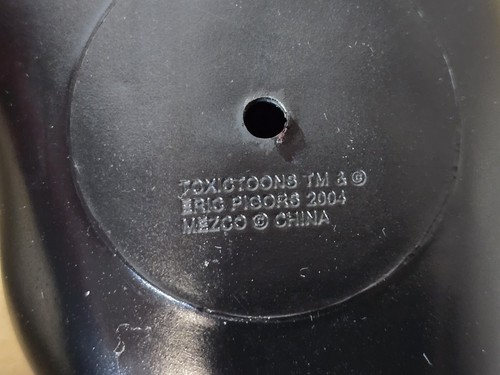 TOXICTOONS TM & ©
ERIC PIGORS 2004
MEZCO © CHINA